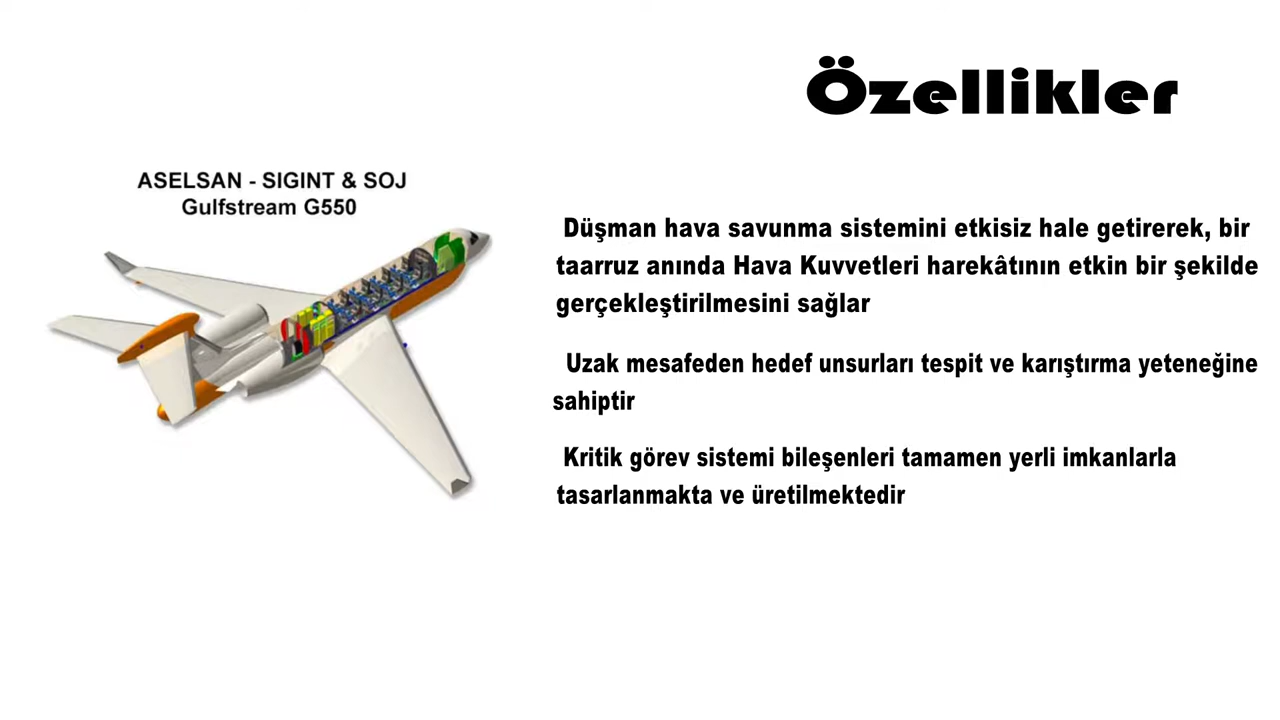 Özellikler
ASELSAN - SIGINT & SOJ
Gulfstream G550
Düşman hava savunma sistemini etkisiz hale getirerek, bir
taarruz anında Hava Kuvvetleri harekâtının etkin bir şekilde
gerçekleştirilmesini sağlar
Uzak mesafeden hedef unsurları tespit ve karıştırma yeteneğine
sahiptir
Kritik görev sistemi bileşenleri tamamen yerli imkanlarla
tasarlanmakta ve üretilmektedir